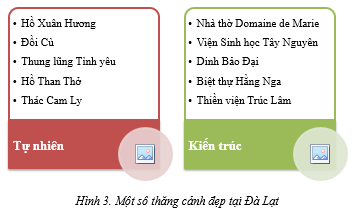 • Hồ Xuân Hương
• Đồi Cù
• Thung lũng Tình yêu
• Hồ Than Thở
• Thác Cam Ly
Tự nhiên
• Nhà thờ Domaine de Marie
• Viện Sinh học Tây Nguyên
• Dinh Bảo Đại
• Biệt thự Hằng Nga
• Thiền viện Trúc Lâm
Kiến trúc
Hình 3. Một số thắng cảnh đẹp tại Đà Lạt